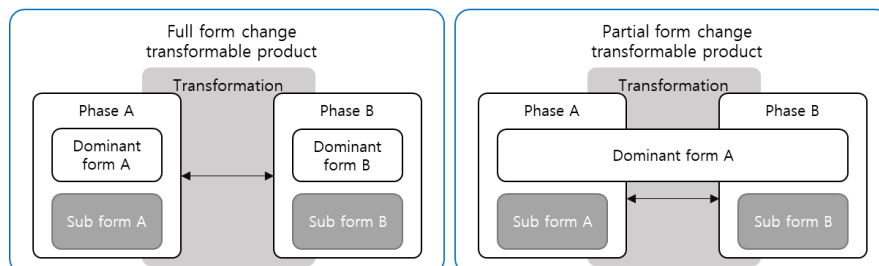 Full form change
transformable product
Transformation
Phase A
Phase B
Dominant
form A
Dominant
form B
Sub form A
Sub form B
Partial form change
transformable product
Transformation
Phase A
Phase B
Dominant form A
Sub form A
Sub form B